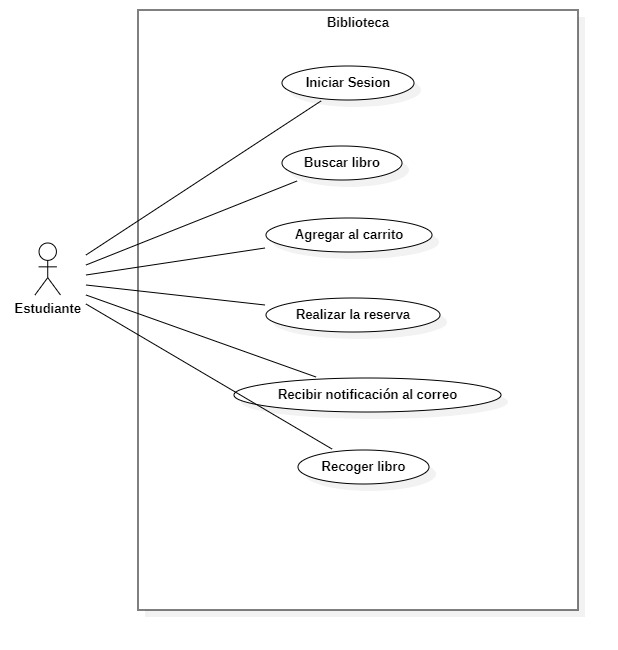 Biblioteca
Iniciar Sesion
Buscar libro
Agregar al carrito
Realizar la reserva
Estudiante
Recibir notificación al correo
Recoger libro